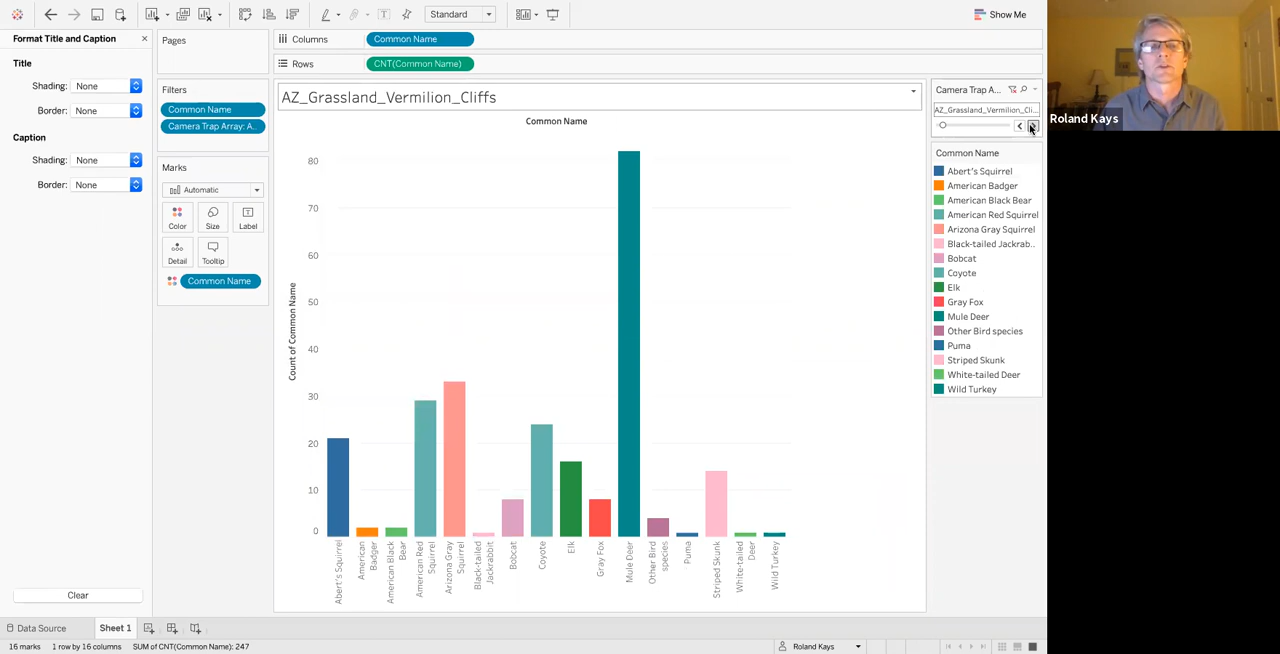 Standard
Show Me
Format Title and Caption
Title
Shading: None
Border: None
Caption
Shading: None
Border: None
Clear
Pages
Filters
Common Name
Camera Trap Array: A..
Marks
Automatic
Color
Size
Label
Detail
Tooltip
Common Name
Columns
Common Name
Rows
CNT(Common Name)
AZ_Grassland_Vermilion_Cliffs
Common Name
Count of Common Name
80
70
60
50
40
30
20
10
0
Abert's Squirrel
American
Badger
American Black
Bear
American Red
Squirrel
Arizona Gray
Squirrel
Black-tailed
Jackrabbit
Bobcat
Coyote
Elk
Gray Fox
Mule Deer
Other Bird
species
Puma
Striped Skunk
White-tailed
Deer
Wild Turkey
Camera Trap A...
AZ_Grassland_Vermilion_Cli...
Common Name
Abert's Squirrel
American Badger
American Black Bear
American Red Squirrel
Arizona Gray Squirrel
Black-tailed Jackrab..
Bobcat
Coyote
Elk
Gray Fox
Mule Deer
Other Bird species
Puma
Striped Skunk
White-tailed Deer
Wild Turkey
Roland Kays
Data Source
Sheet 1
16 marks
1 row by 16 columns
SUM of CNT(Common Name): 247
Roland Kays